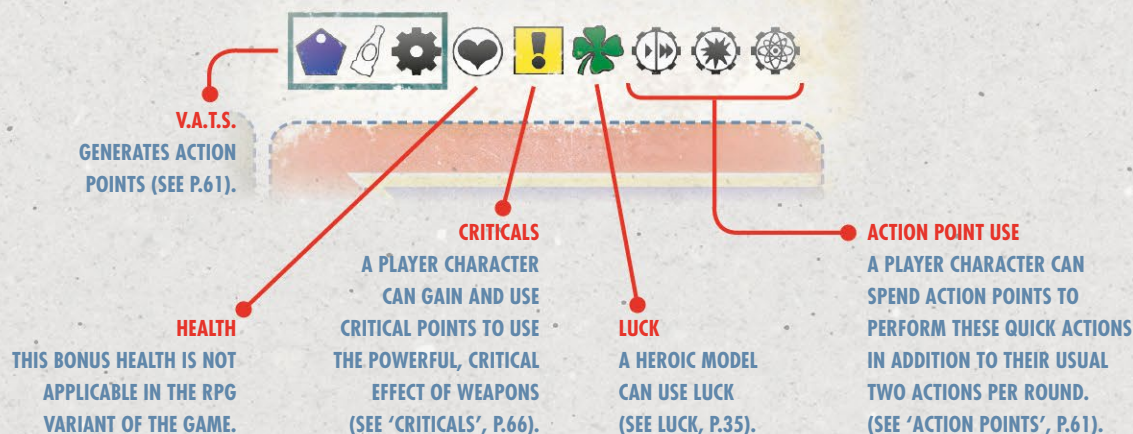 V.A.T.S.
GENERATES ACTION
POINTS (SEE P.61).
HEALTH
THIS BONUS HEALTH IS NOT
APPLICABLE IN THE RPG
VARIANT OF THE GAME.
CRITICALS
A PLAYER CHARACTER
CAN GAIN AND USE
CRITICAL POINTS TO USE
THE POWERFUL, CRITICAL
EFFECT OF WEAPONS
(SEE ‘CRITICALS’, P.66).
LUCK
A HEROIC MODEL
CAN USE LUCK
(SEE LUCK, P.35).
ACTION POINT USE
A PLAYER CHARACTER CAN
SPEND ACTION POINTS TO
PERFORM THESE QUICK ACTIONS
IN ADDITION TO THEIR USUAL
TWO ACTIONS PER ROUND.
(SEE ‘ACTION POINTS’, P.61).